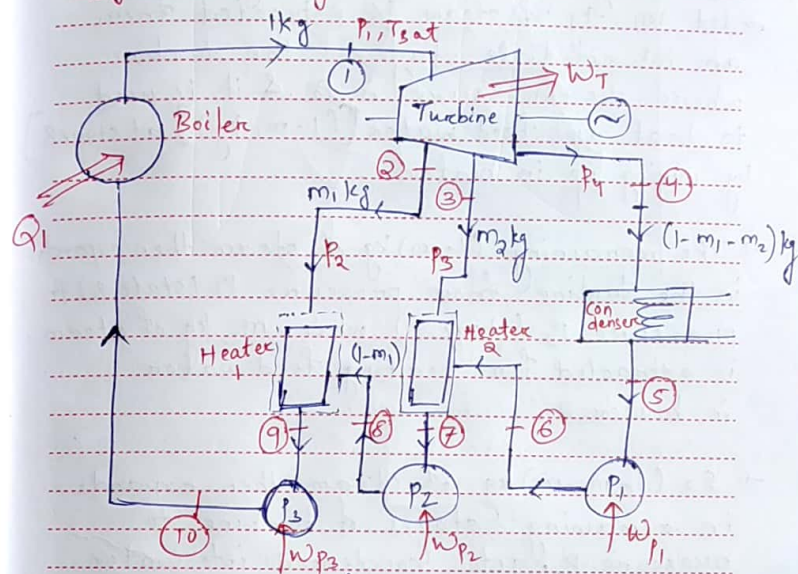 1kg
P1, Tsat
1
WT
Turbine
Boiler
2
3
P4
4
m1 kg
Q1
m2 kg
(1-m1-m2) kg
P2
P3
Con
denser
Heater
1
(1-m1)
Heater
2
5
9
8
7
6
P3
P2
P1
10
WP3
WP2
WP1